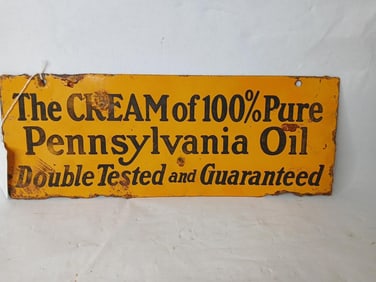 The CREAM of 100% Pure
Pennsylvania Oil
Double Tested and Guaranteed